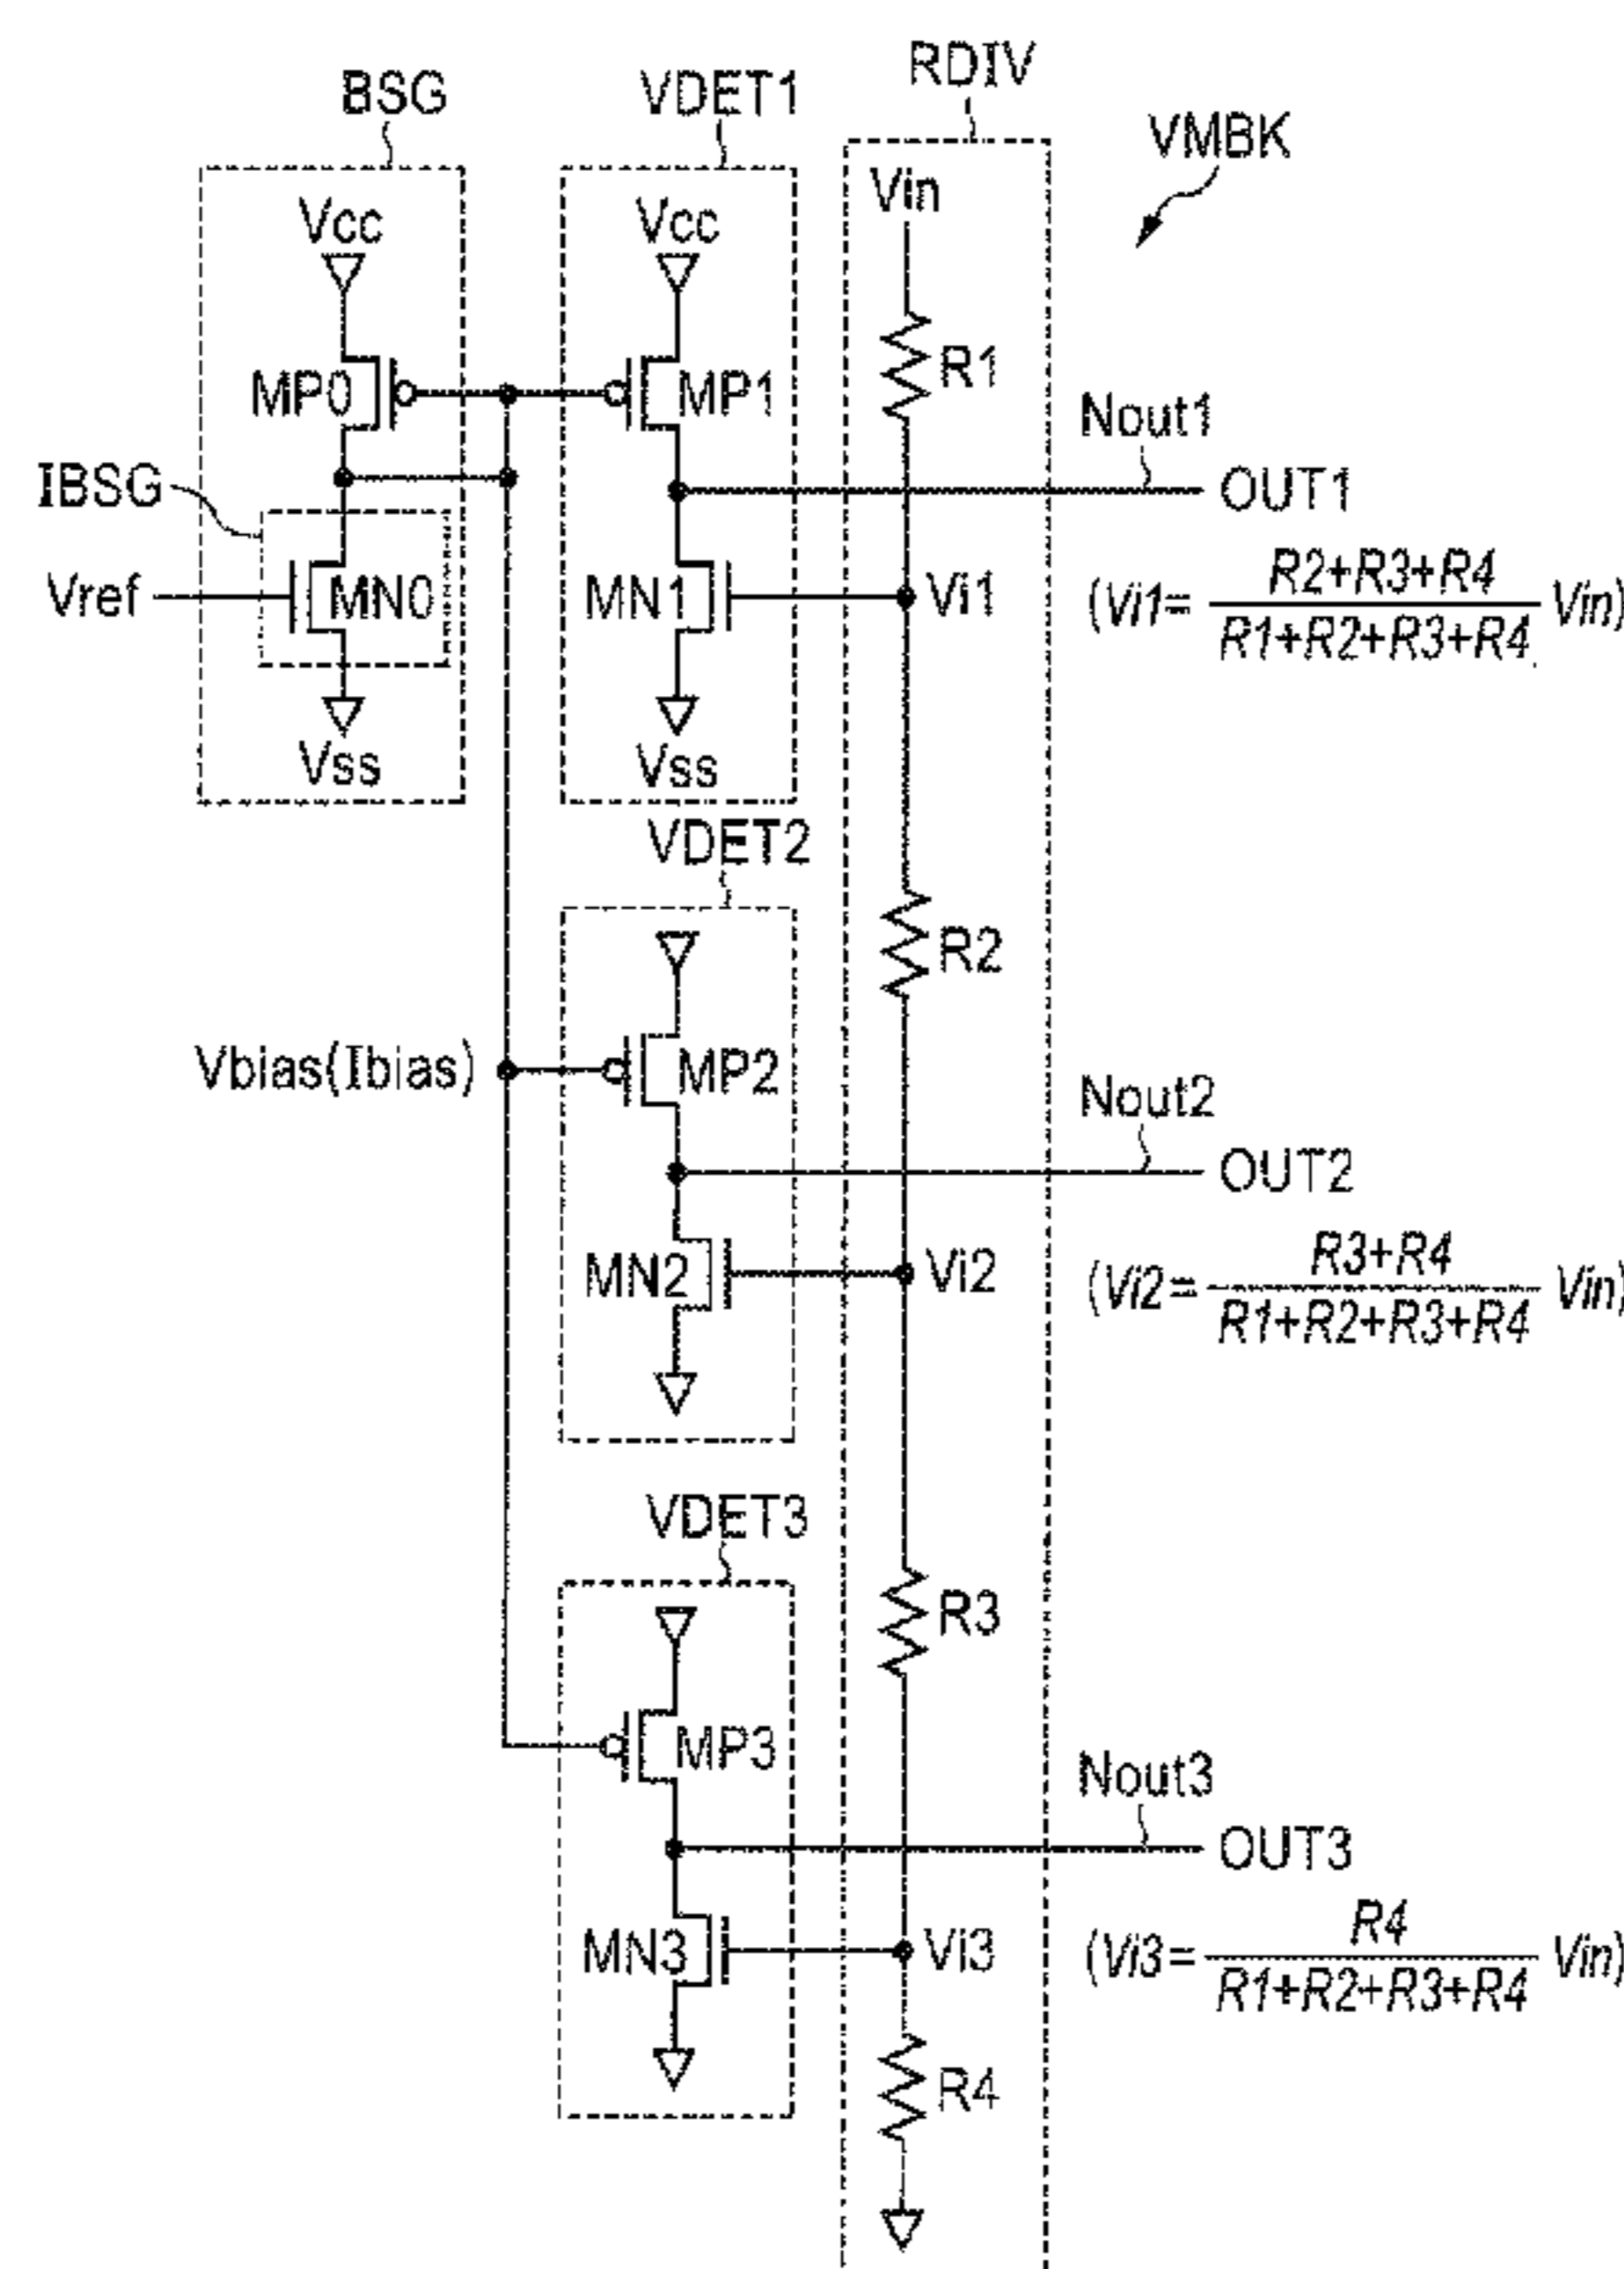 RDIV
BSG
VDET1
VMBK
Vin
Vcc
Vcc
R1
MP0
MP1
Nout1
IBSG
OUT1
Vref
MN0
MN1
Vi1
(Vi1= R2+R3+R4 / R1+R2+R3+R4 Vin)
Vss
Vss
VDET2
R2
Vbias(Ibias)
MP2
Nout2
OUT2
MN2
Vi2
(Vi2= R3+R4 / R1+R2+R3+R4 Vin)
VDET3
R3
MP3
Nout3
OUT3
MN3
Vi3
(Vi3= R4 / R1+R2+R3+R4 Vin)
R4